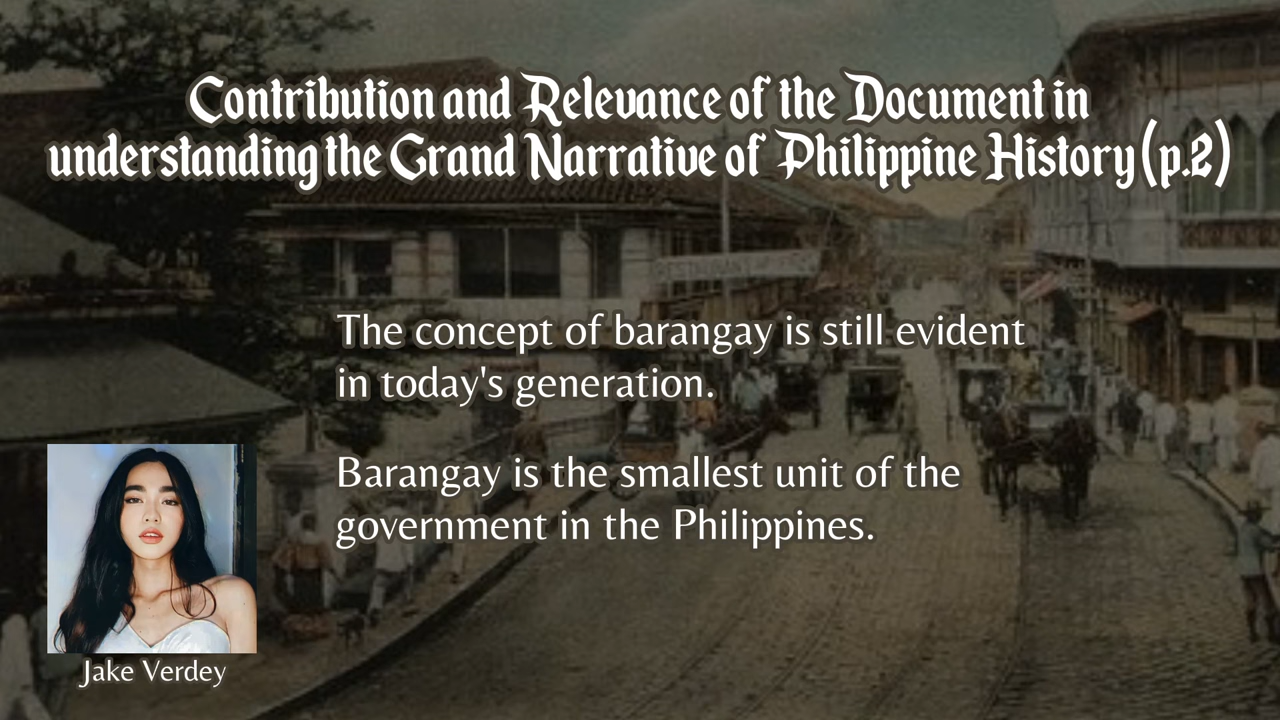 Contribution and Relevance of the Document in
understanding the Grand Narrative of Philippine History (p.2)
The concept of barangay is still evident
in today's generation.
Barangay is the smallest unit of the
government in the Philippines.
Jake Verdey